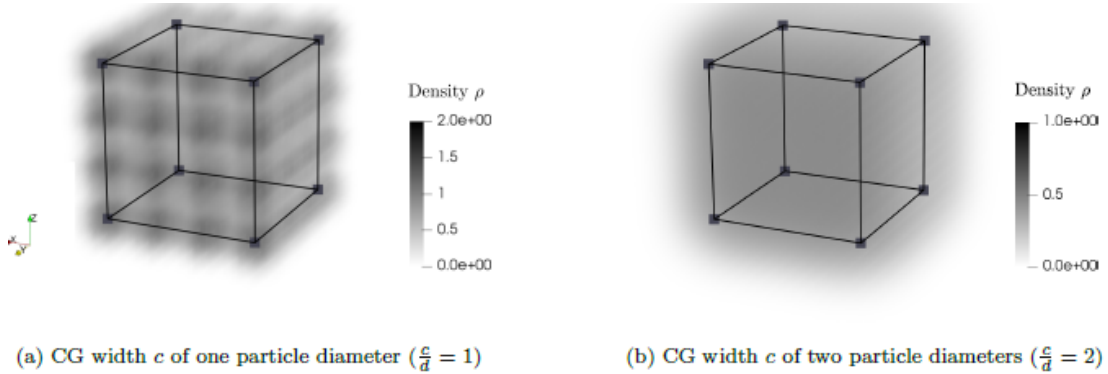 Density ρ
2.0e+00
1.5
1
0.5
0.0e+00
Z
X
Y
Density ρ
1.0e+00
0.5
0.0e+00
(a) CG width c of one particle diameter (c/d = 1)
(b) CG width c of two particle diameters (c/d = 2)